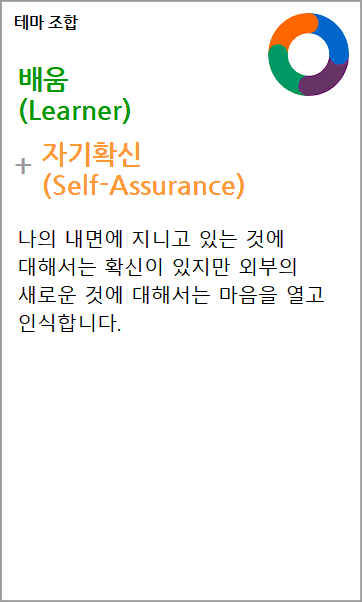 테마 조합
배움
(Learner)
+ 자기확신
(Self-Assurance)
나의 내면에 지니고 있는 것에
대해서는 확신이 있지만 외부의
새로운 것에 대해서는 마음을 열고
인식합니다.